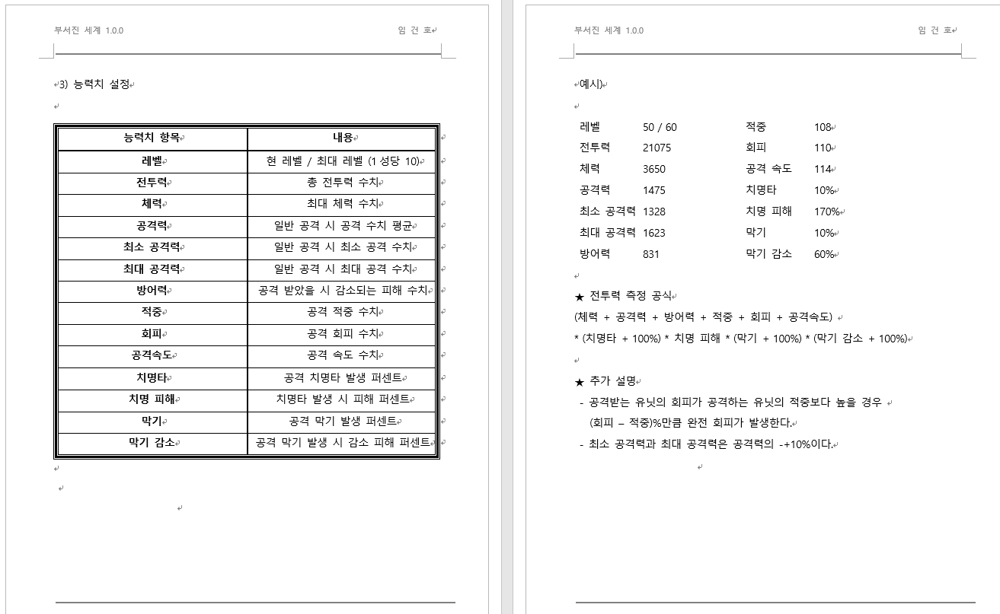 부서진 세계 1.0.0 임 건 호
3) 능력치 설정
능력치 항목 내용
레벨 현 레벨 / 최대 레벨 (1성당 10)
전투력 총 전투력 수치
체력 최대 체력 수치
공격력 일반 공격 시 공격 수치 평균
최소 공격력 일반 공격 시 최소 공격 수치
최대 공격력 일반 공격 시 최대 공격 수치
방어력 공격 받았을 시 감소되는 피해 수치
적중 공격 적중 수치
회피 공격 회피 수치
공격속도 공격 속도 수치
치명타 공격 치명타 발생 퍼센트
치명 피해 치명타 발생 시 피해 퍼센트
막기 공격 막기 발생 퍼센트
막기 감소 공격 막기 발생 시 감소 피해 퍼센트
부서진 세계 1.0.0 임 건 호
예시)
레벨 50 / 60 적중 108
전투력 21075 회피 110
체력 3650 공격 속도 114
공격력 1475 치명타 10%
최소 공격력 1328 치명 피해 170%
최대 공격력 1623 막기 10%
방어력 831 막기 감소 60%
★ 전투력 측정 공식
(체력 + 공격력 + 방어력 + 적중 + 회피 + 공격속도)
* (치명타 + 100%) * 치명 피해 * (막기 + 100%) * (막기 감소 + 100%)
★ 추가 설명
- 공격받는 유닛의 회피가 공격하는 유닛의 적중보다 높을 경우
(회피 – 적중)%만큼 완전 회피가 발생한다.
- 최소 공격력과 최대 공격력은 공격력의 -+10%이다.